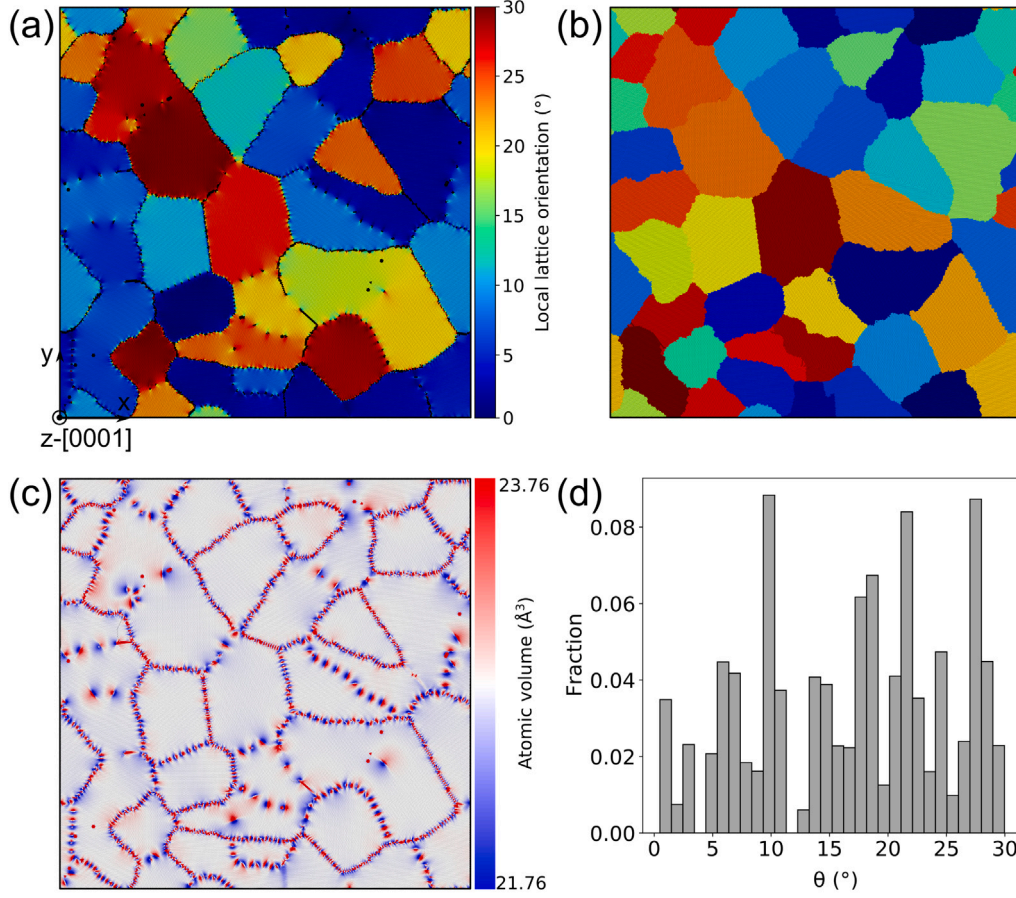 (a)
30
25
20
15
10
5
0
Local lattice orientation (°)
y
x
z-[0001]
(b)
(c)
23.76
21.76
Atomic volume (Å³)
(d)
0.08
0.06
0.04
0.02
0.00
Fraction
0 5 10 15 20 25 30
θ (°)